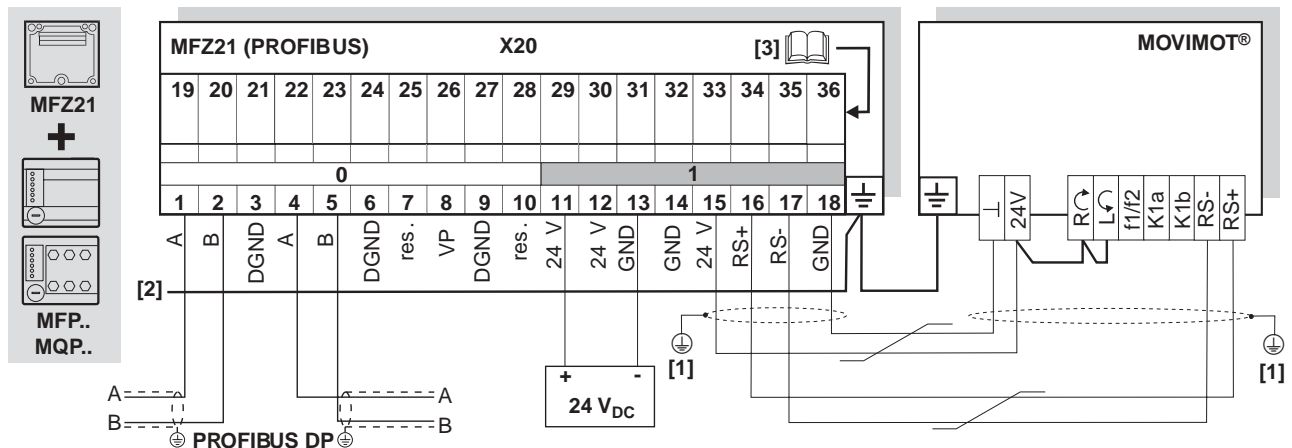 MFZ21
+
MFP..
MQP..
MFZ21 (PROFIBUS) X20 [3]
19 20 21 22 23 24 25 26 27 28 29 30 31 32 33 34 35 36
0 1
1 2 3 4 5 6 7 8 9 10 11 12 13 14 15 16 17 18
A B DGND A B DGND res. VP DGND res. 24 V 24 V GND GND 24 V RS+ RS- GND
[2]
MOVIMOT®
⊥ 24V R L f1/f2 K1a K1b RS- RS+
[1] [1]
+ -
24 VDC
A A
B B
PROFIBUS DP